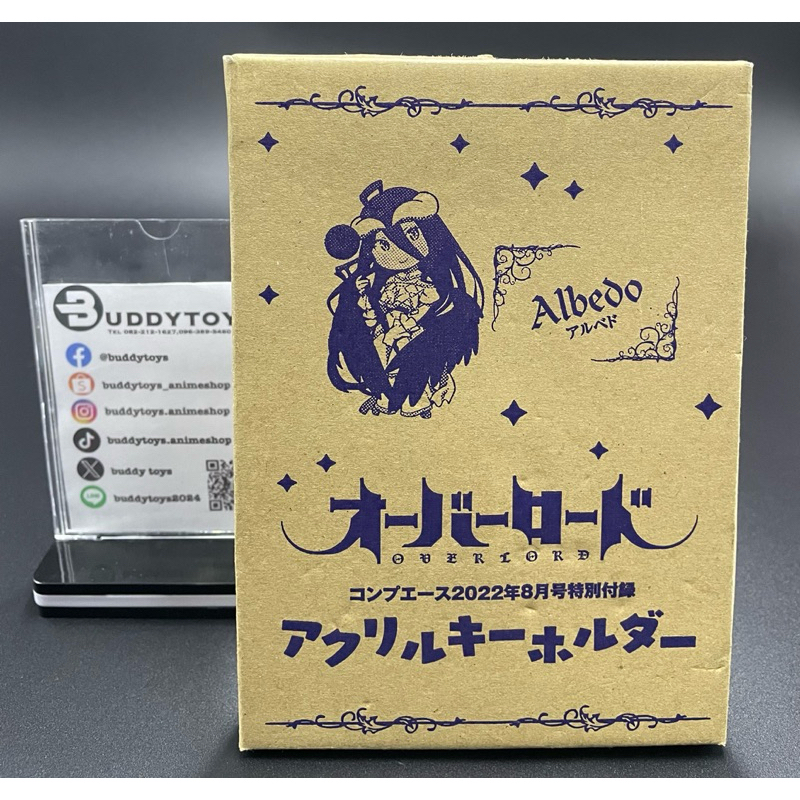 Albedo
アルベド
オーバーロード
OVERLORD
コンプエース2022年8月号特別付録
アクリルキーホルダー
BUDDYTOY
@buddytoys
buddytoys_animeshop
buddytoys.animeshop
buddytoys.animeshop
buddy toys
buddytoys2024